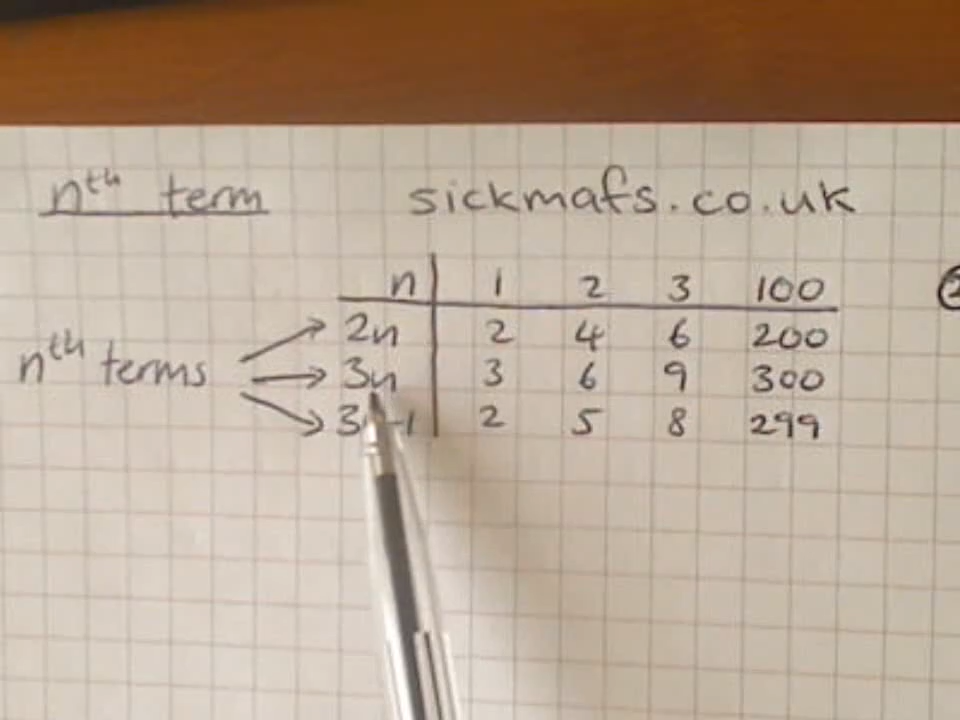 nth term sickmafs.co.uk
n 1 2 3 100
2n 2 4 6 200
nth terms 3n 3 6 9 300
2 5 8 299